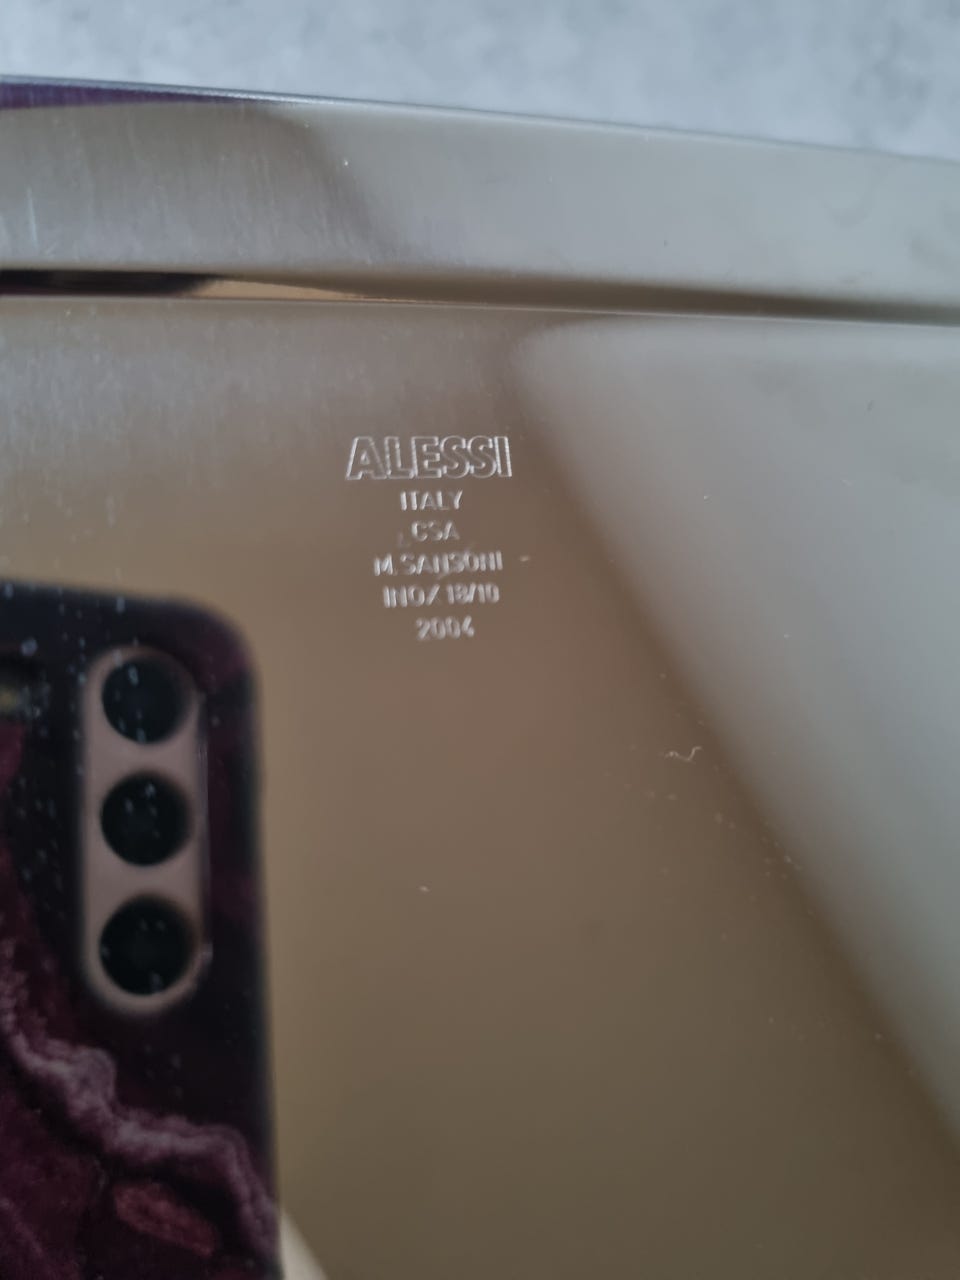 ALESSI
ITALY
CSA
M.SANSONI
INOX 18/10
2004